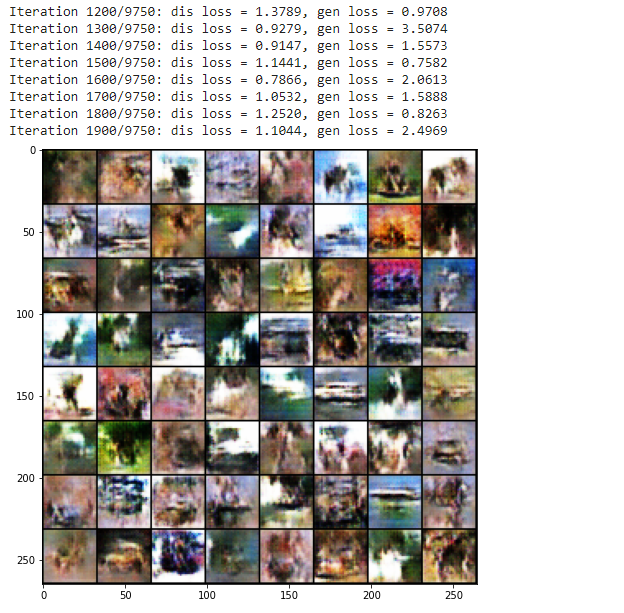 Iteration 1200/9750: dis loss = 1.3789, gen loss = 0.9708
Iteration 1300/9750: dis loss = 0.9279, gen loss = 3.5074
Iteration 1400/9750: dis loss = 0.9147, gen loss = 1.5573
Iteration 1500/9750: dis loss = 1.1441, gen loss = 0.7582
Iteration 1600/9750: dis loss = 0.7866, gen loss = 2.0613
Iteration 1700/9750: dis loss = 1.0532, gen loss = 1.5888
Iteration 1800/9750: dis loss = 1.2520, gen loss = 0.8263
Iteration 1900/9750: dis loss = 1.1044, gen loss = 2.4969
0
50
100
150
200
250
0 50 100 150 200 250